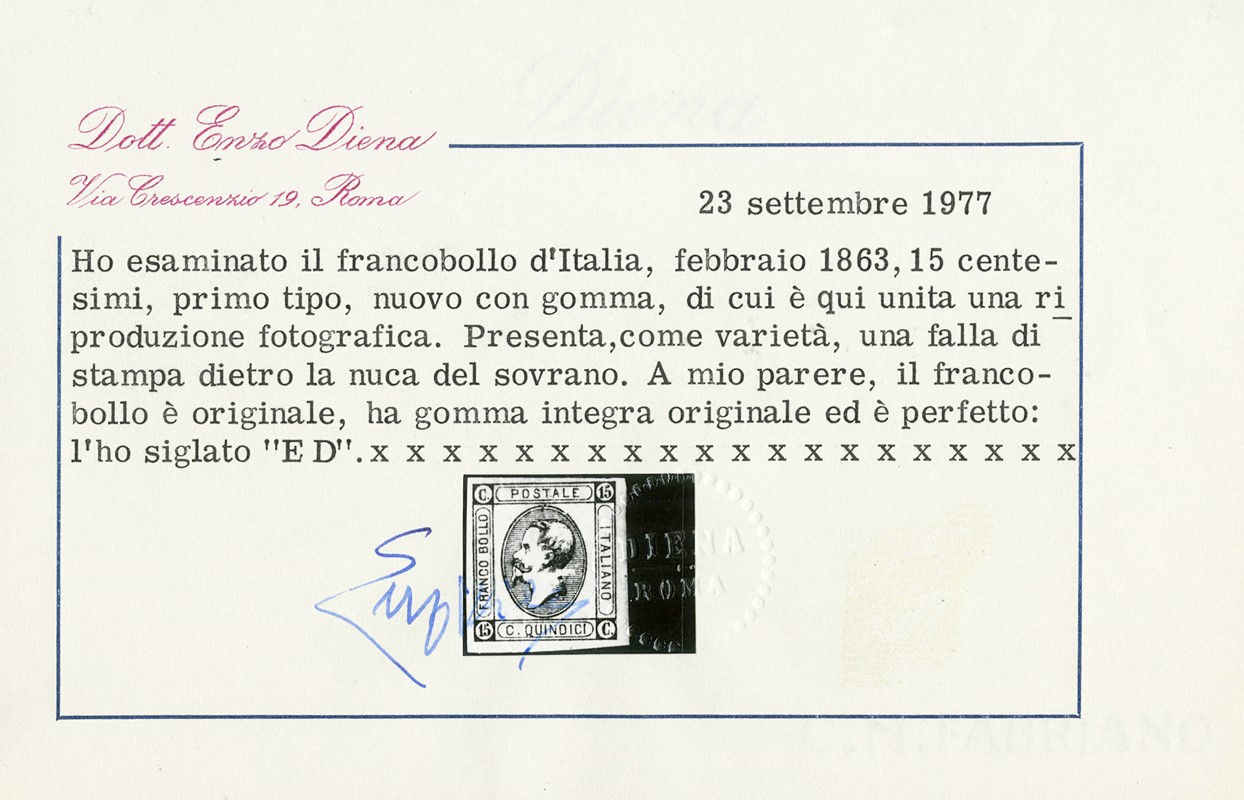 Diena
Dott. Enzo Diena
Via Crescenzio 19, Roma
23 settembre 1977
Ho esaminato il francobollo d'Italia, febbraio 1863, 15 cente-
simi, primo tipo, nuovo con gomma, di cui è qui unita una ri
produzione fotografica. Presenta, come varietà, una falla di
stampa dietro la nuca del sovrano. A mio parere, il franco-
bollo è originale, ha gomma integra originale ed è perfetto:
l'ho siglato "E D". x x x x x x x x x x x x x x x x x x x x
C. POSTALE 15
FRANCO BOLLO
ITALIANO
15 C. QUINDICI C.
DIENA
ROMA
C.M.FABRIANO